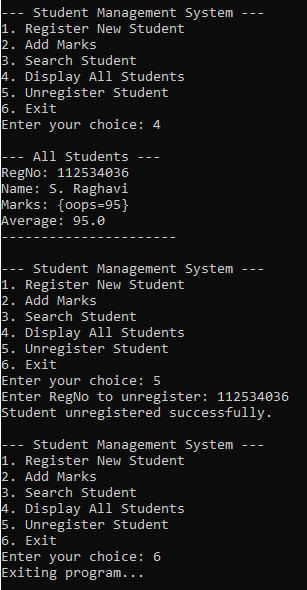 --- Student Management System ---
1. Register New Student
2. Add Marks
3. Search Student
4. Display All Students
5. Unregister Student
6. Exit
Enter your choice: 4
--- All Students ---
RegNo: 112534036
Name: S. Raghavi
Marks: {oops=95}
Average: 95.0
----------------------
--- Student Management System ---
1. Register New Student
2. Add Marks
3. Search Student
4. Display All Students
5. Unregister Student
6. Exit
Enter your choice: 5
Enter RegNo to unregister: 112534036
Student unregistered successfully.
--- Student Management System ---
1. Register New Student
2. Add Marks
3. Search Student
4. Display All Students
5. Unregister Student
6. Exit
Enter your choice: 6
Exiting program...